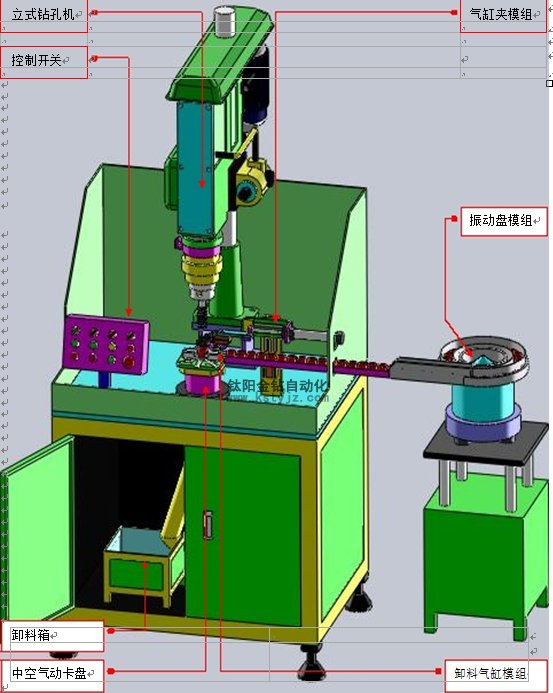 立式钻孔机
气缸夹模组
控制开关
振动盘模组
钛阳金钻自动化
www.kstyjz.com
卸料箱
中空气动卡盘
卸料气缸模组